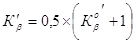 K′β = 0,5 × (K°β′ + 1)